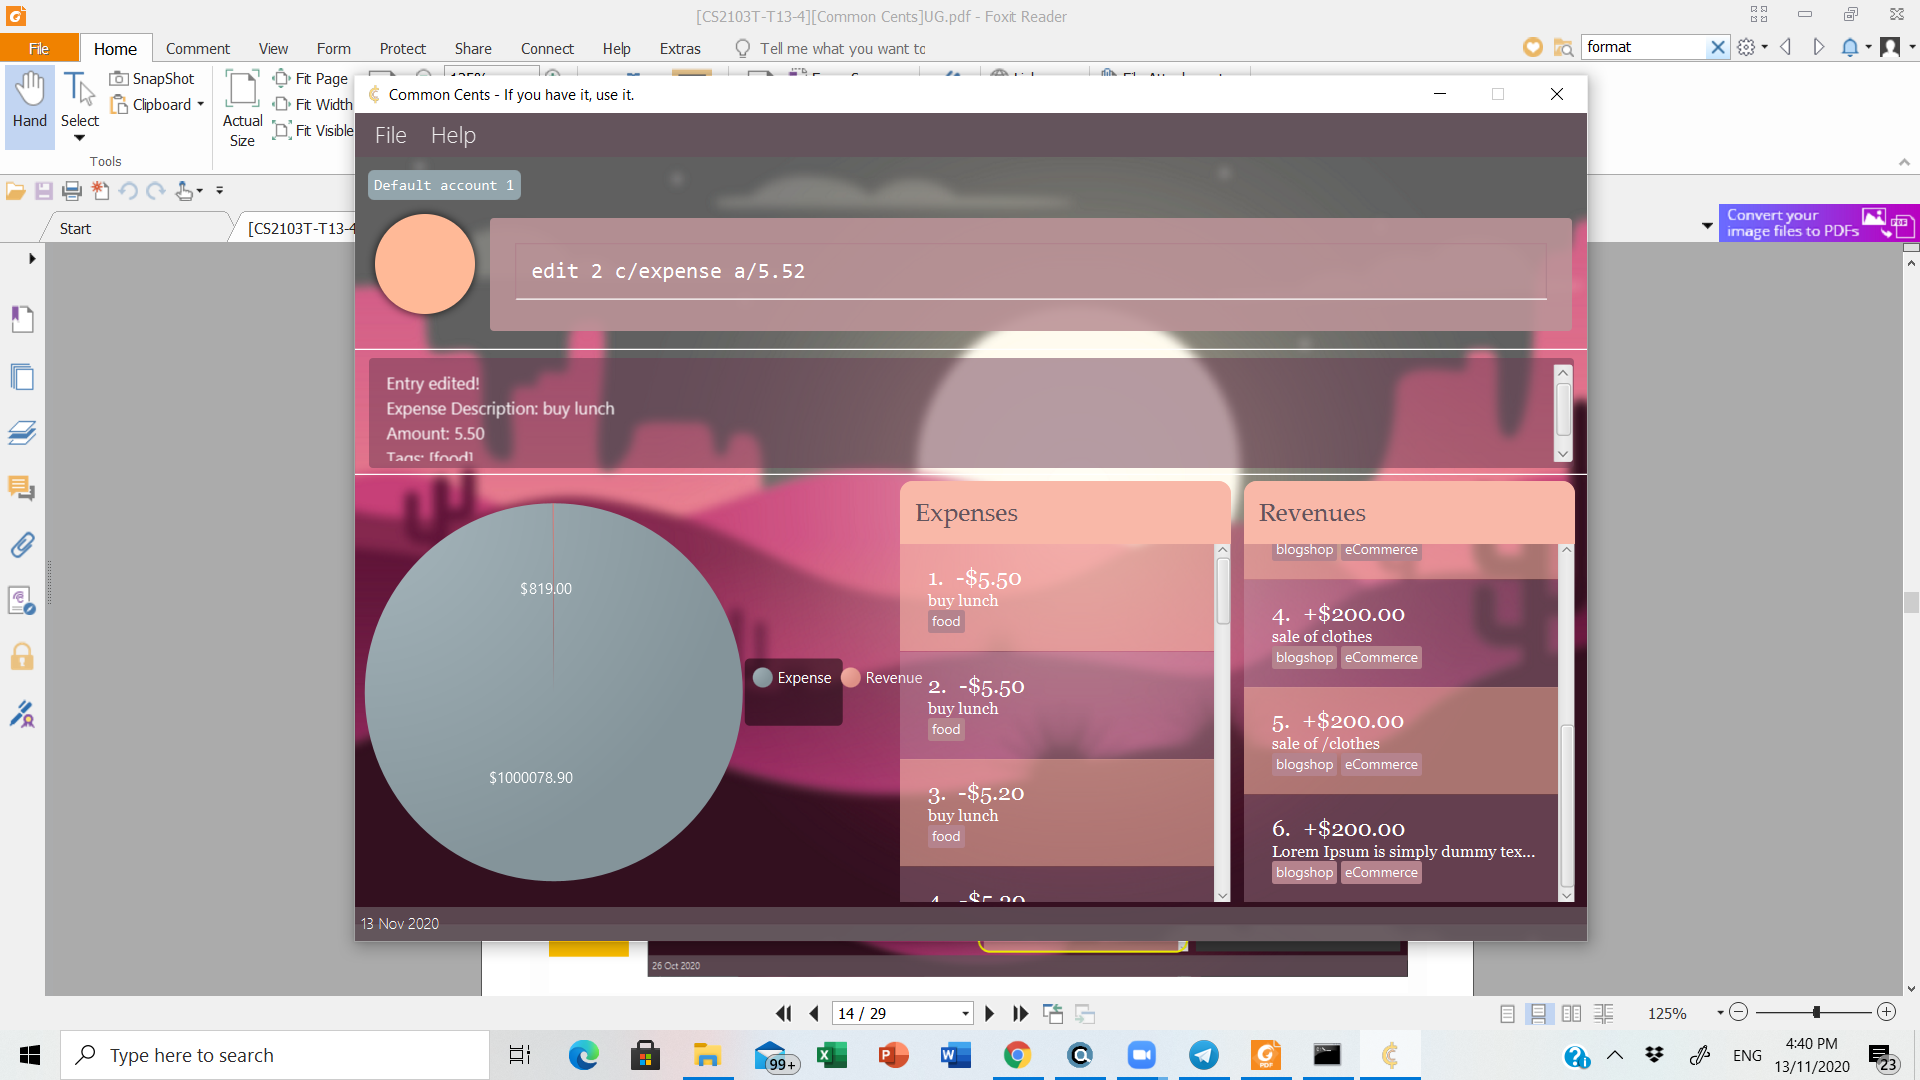 [CS2103T-T13-4][Common Cents]UG.pdf - Foxit Reader
File Home Comment View Form Protect Share Connect Help Extras Tell me what you want to
format
Hand
Select
SnapShot
Clipboard
Actual
Size
Fit Page
Fit Width
Fit Visible
Tools
Start
[CS2103T-T13-4
Convert your
image files to PDFs
Common Cents - If you have it, use it.
File Help
Default account 1
edit 2 c/expense a/5.52
Entry edited!
Expense Description: buy lunch
Amount: 5.50
Tags: [food]
$819.00
$1000078.90
Expense Revenue
Expenses
1. -$5.50
buy lunch
food
2. -$5.50
buy lunch
food
3. -$5.20
buy lunch
food
4. -$5.20
Revenues
blogshop eCommerce
4. +$200.00
sale of clothes
blogshop eCommerce
5. +$200.00
sale of /clothes
blogshop eCommerce
6. +$200.00
Lorem Ipsum is simply dummy tex...
blogshop eCommerce
13 Nov 2020
26 Oct 2020
14 / 29
125%
Type here to search
99+
ENG
4:40 PM
13/11/2020
23